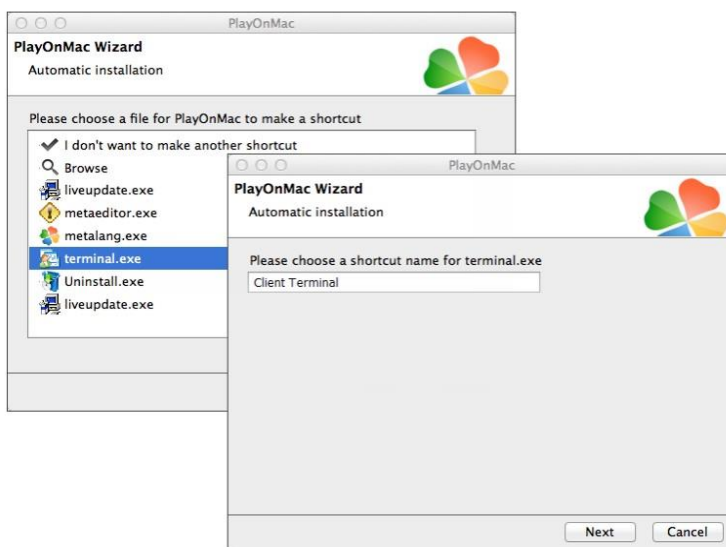 PlayOnMac
PlayOnMac Wizard
Automatic installation
Please choose a file for PlayOnMac to make a shortcut
I don't want to make another shortcut
Browse
liveupdate.exe
metaeditor.exe
metalang.exe
terminal.exe
Uninstall.exe
liveupdate.exe
PlayOnMac
PlayOnMac Wizard
Automatic installation
Please choose a shortcut name for terminal.exe
Client Terminal
Next Cancel